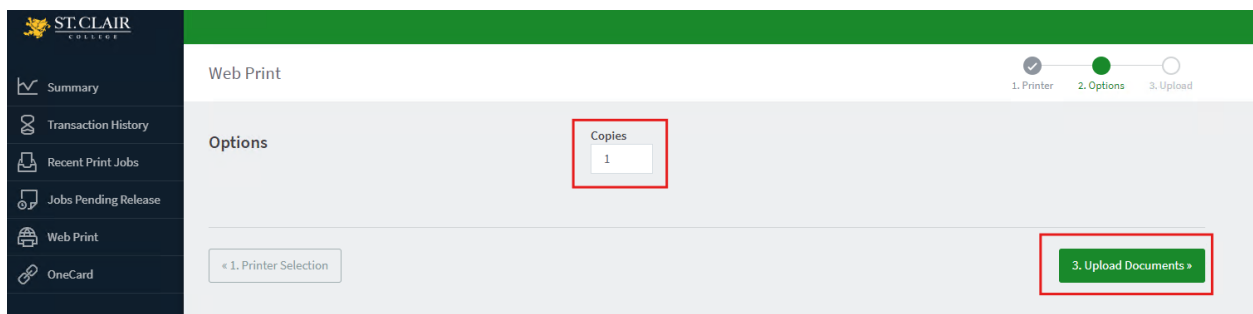 ST. CLAIR
COLLEGE
Summary
Transaction History
Recent Print Jobs
Jobs Pending Release
Web Print
OneCard
Web Print
1. Printer
2. Options
3. Upload
Options
Copies
1
« 1. Printer Selection
3. Upload Documents »